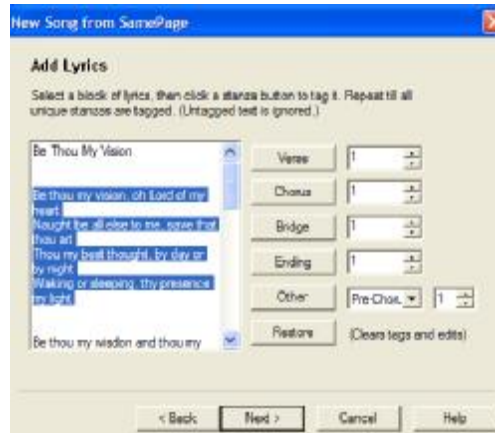 New Song from SamePage
Add Lyrics
Select a block of lyrics, then click a stanza button to tag it. Repeat till all
unique stanzas are tagged. (Untagged text is ignored.)
Be Thou My Vision
Be thou my vision, oh Lord of my
heart
Naught be all else to me, save that
thou art
Thou my best thought, by day or
by night
Waking or sleeping, thy presence
my light.
Be thou my wisdon and thou my
Verse 1
Chorus 1
Bridge 1
Ending 1
Other Pre-Chor. 1
Restore (Clears tags and edits)
< Back Next > Cancel Help